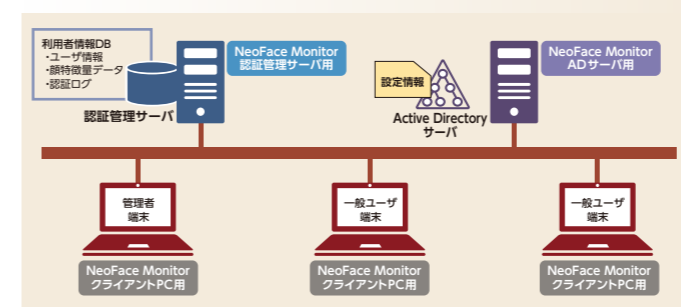 利用者情報DB
・ユーザ情報
・顔特徴量データ
・認証ログ
認証管理サーバ
NeoFace Monitor
認証管理サーバ用
設定情報
Active Directory
サーバ
NeoFace Monitor
ADサーバ用
管理者
端末
NeoFace Monitor
クライアントPC用
一般ユーザ
端末
NeoFace Monitor
クライアントPC用
一般ユーザ
端末
NeoFace Monitor
クライアントPC用